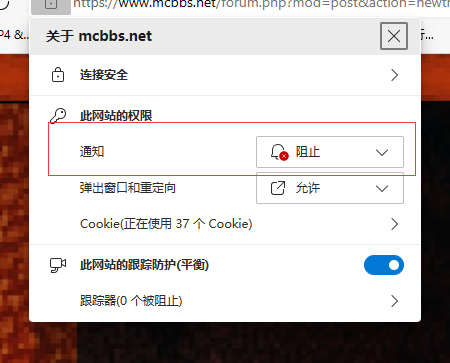 https://www.mcbbs.net/forum.php?mod=post&action=newt
P4 &
关于 mcbbs.net
连接安全
此网站的权限
通知 阻止
弹出窗口和重定向 允许
Cookie(正在使用 37 个 Cookie)
此网站的跟踪防护(平衡)
跟踪器(0 个被阻止)